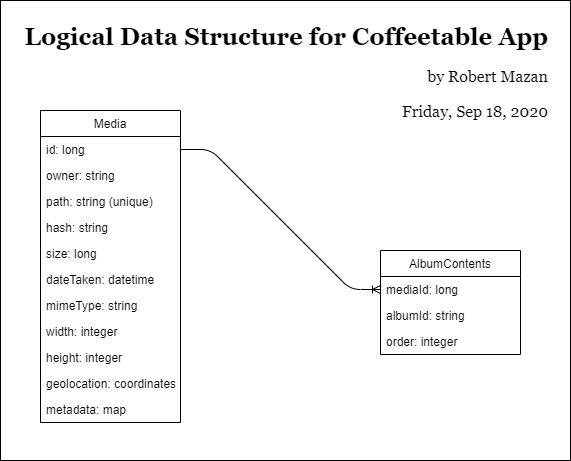 Logical Data Structure for Coffeetable App
by Robert Mazan
Friday, Sep 18, 2020
Media
id: long
owner: string
path: string (unique)
hash: string
size: long
dateTaken: datetime
mimeType: string
width: integer
height: integer
geolocation: coordinates
metadata: map
AlbumContents
mediaId: long
albumId: string
order: integer